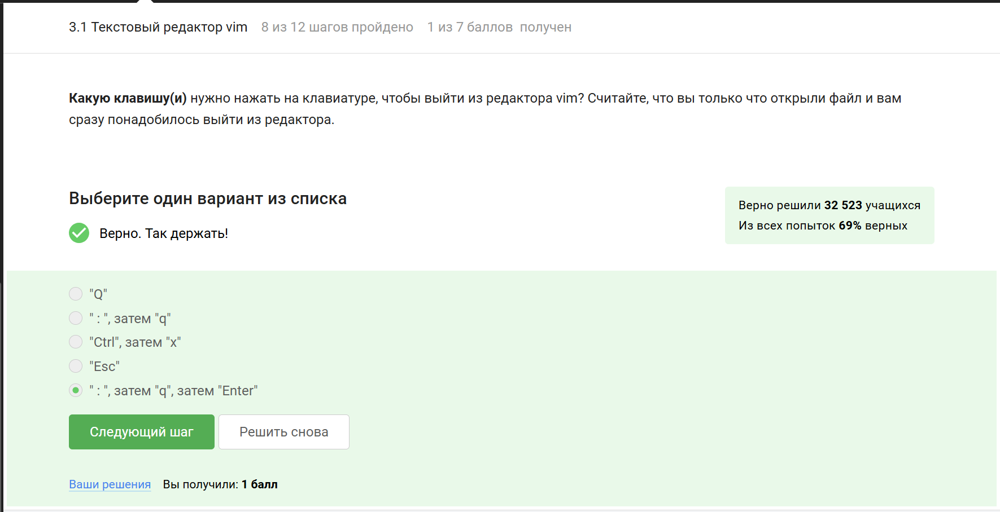 3.1 Текстовый редактор vim 8 из 12 шагов пройдено 1 из 7 баллов получен
Какую клавишу(и) нужно нажать на клавиатуре, чтобы выйти из редактора vim? Считайте, что вы только что открыли файл и вам
сразу понадобилось выйти из редактора.
Выберите один вариант из списка
Верно. Так держать!
Верно решили 32 523 учащихся
Из всех попыток 69% верных
"Q"
" : ", затем "q"
"Ctrl", затем "x"
"Esc"
" : ", затем "q", затем "Enter"
Следующий шаг Решить снова
Ваши решения Вы получили: 1 балл